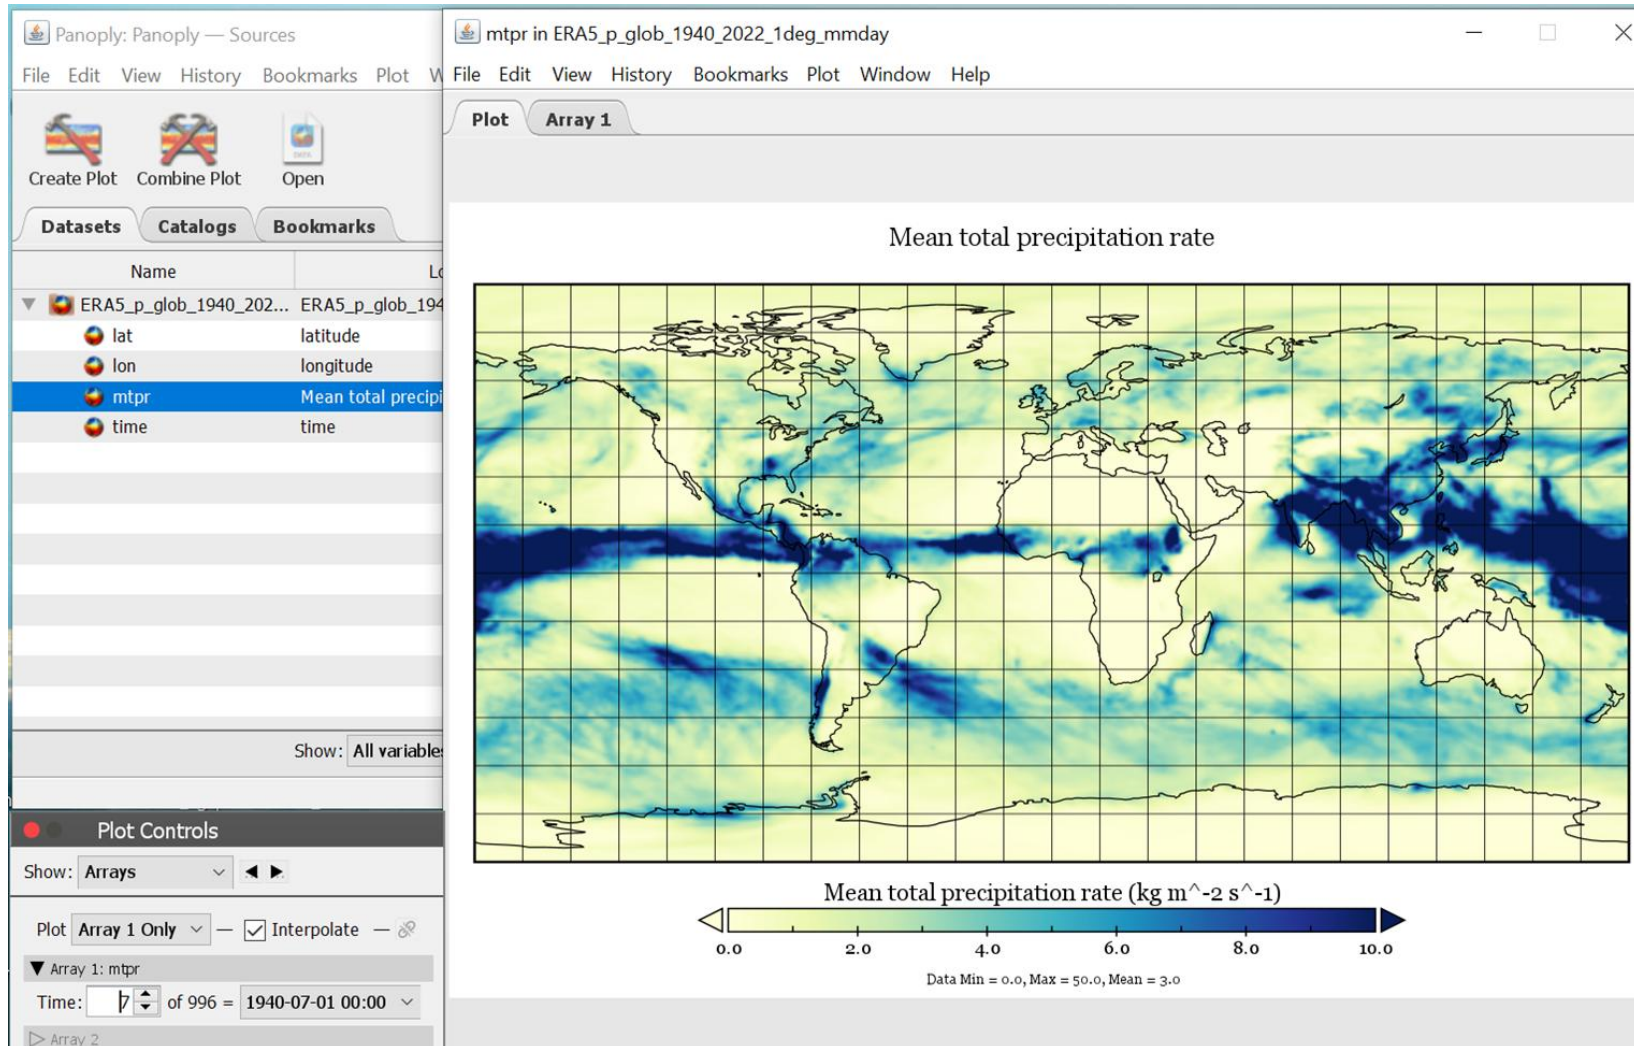 Panoply: Panoply — Sources
File Edit View History Bookmarks Plot W
Create Plot Combine Plot Open
Datasets Catalogs Bookmarks
Name Lo
ERA5_p_glob_1940_202... ERA5_p_glob_194
lat latitude
lon longitude
mtpr Mean total precipi
time time
Show: All variables
Plot Controls
Show: Arrays
Plot Array 1 Only — Interpolate —
Array 1: mtpr
Time: 7 of 996 = 1940-07-01 00:00
Array 2
mtpr in ERA5_p_glob_1940_2022_1deg_mmday
File Edit View History Bookmarks Plot Window Help
Plot Array 1
Mean total precipitation rate
Mean total precipitation rate (kg m^-2 s^-1)
0.0 2.0 4.0 6.0 8.0 10.0
Data Min = 0.0, Max = 50.0, Mean = 3.0